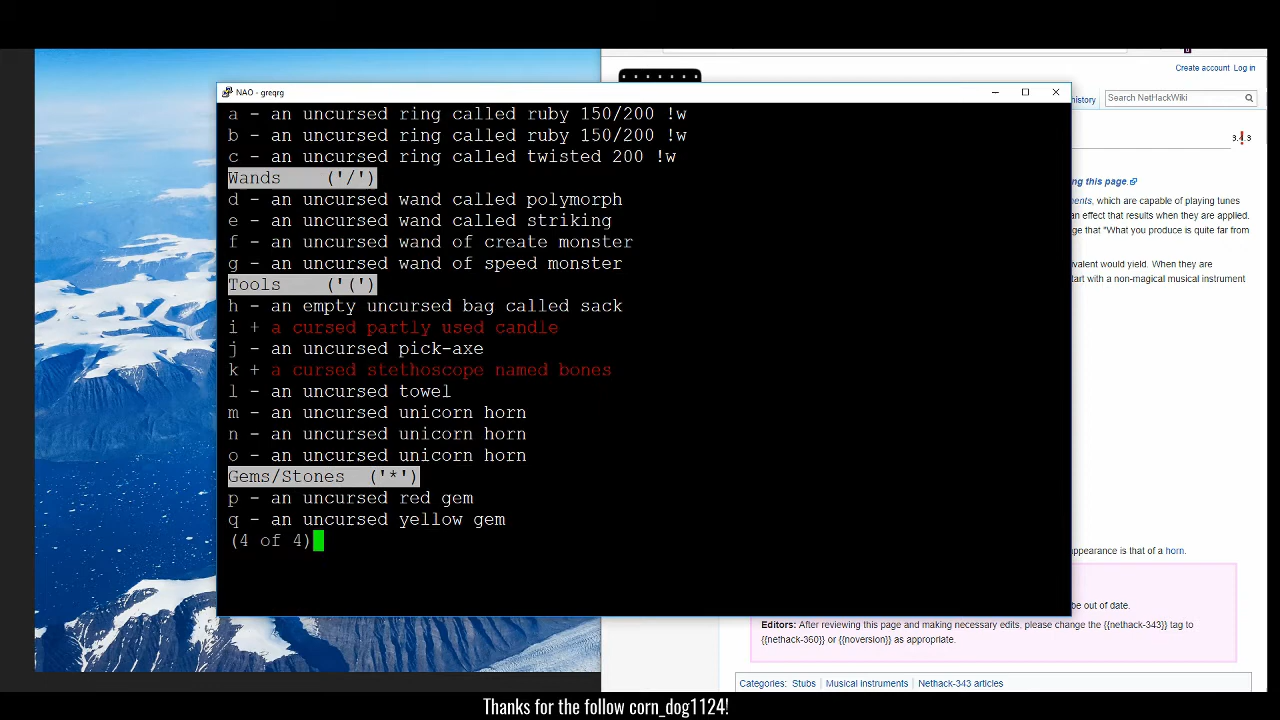 Create account Log in
NAO - greqrg
history
Search NetHackWiki
a - an uncursed ring called ruby 150/200 !w
b - an uncursed ring called ruby 150/200 !w
c - an uncursed ring called twisted 200 !w
Wands ('/')
d - an uncursed wand called polymorph
e - an uncursed wand called striking
f - an uncursed wand of create monster
g - an uncursed wand of speed monster
Tools ('(')
h - an empty uncursed bag called sack
i + a cursed partly used candle
j - an uncursed pick-axe
k + a cursed stethoscope named bones
l - an uncursed towel
m - an uncursed unicorn horn
n - an uncursed unicorn horn
o - an uncursed unicorn horn
Gems/Stones ('*')
p - an uncursed red gem
q - an uncursed yellow gem
(4 of 4)
ing this page.
ents, which are capable of playing tunes
an effect that results when they are applied.
ge that "What you produce is quite far from
ivalent would yield. When they are
start with a non-magical musical instrument
appearance is that of a horn.
be out of date.
Editors: After reviewing this page and making necessary edits, please change the {{nethack-343}} tag to
{{nethack-360}} or {{noversion}} as appropriate.
Categories: Stubs | Musical instruments | Nethack-343 articles
Thanks for the follow corn_dog1124!